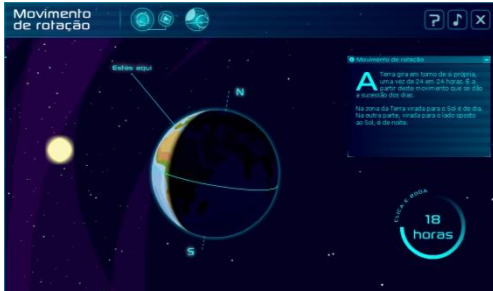 Movimento
de rotação
? ♪ X
Estás aqui
N
Movimento de rotação
A Terra gira em torno de si própria,
uma vez de 24 em 24 horas. É a
partir deste movimento que se dão
a sucessão dos dias.
Na zona da Terra virada para o Sol é de dia.
Na outra parte, virada para o lado oposto
ao Sol, é de noite.
CLICA E RODA
18
horas
S